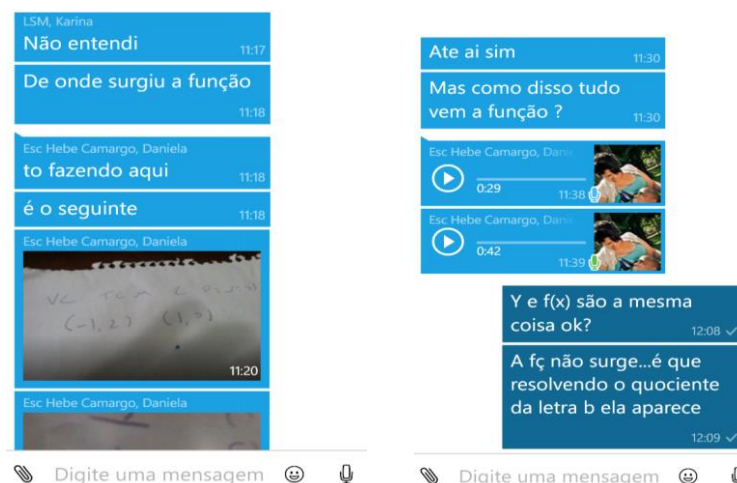 LSM, Karina
Não entendi
11:17
De onde surgiu a função
11:18
Esc Hebe Camargo, Daniela
to fazendo aqui
11:18
é o seguinte
11:18
Esc Hebe Camargo, Daniela
VC TEM 2
(-1,2) (1,
11:20
Esc Hebe Camargo, Daniela
Digite uma mensagem
Ate ai sim
11:30
Mas como disso tudo
vem a função ?
11:30
Esc Hebe Camargo, Dani
0:29
11:38
Esc Hebe Camargo, Dani
0:42
11:39
Y e f(x) são a mesma
coisa ok?
12:08
A fç não surge...é que
resolvendo o quociente
da letra b ela aparece
12:09
Digite uma mensagem